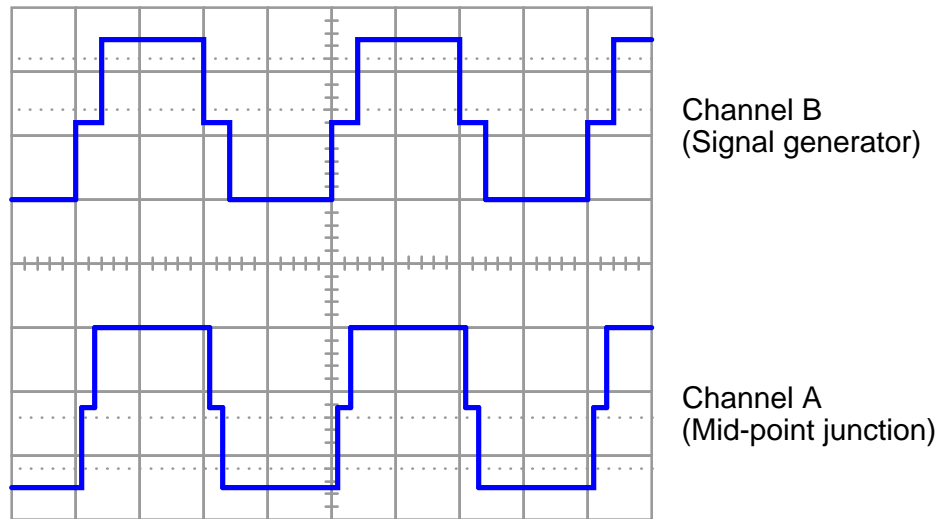 Channel B
(Signal generator)
Channel A
(Mid-point junction)